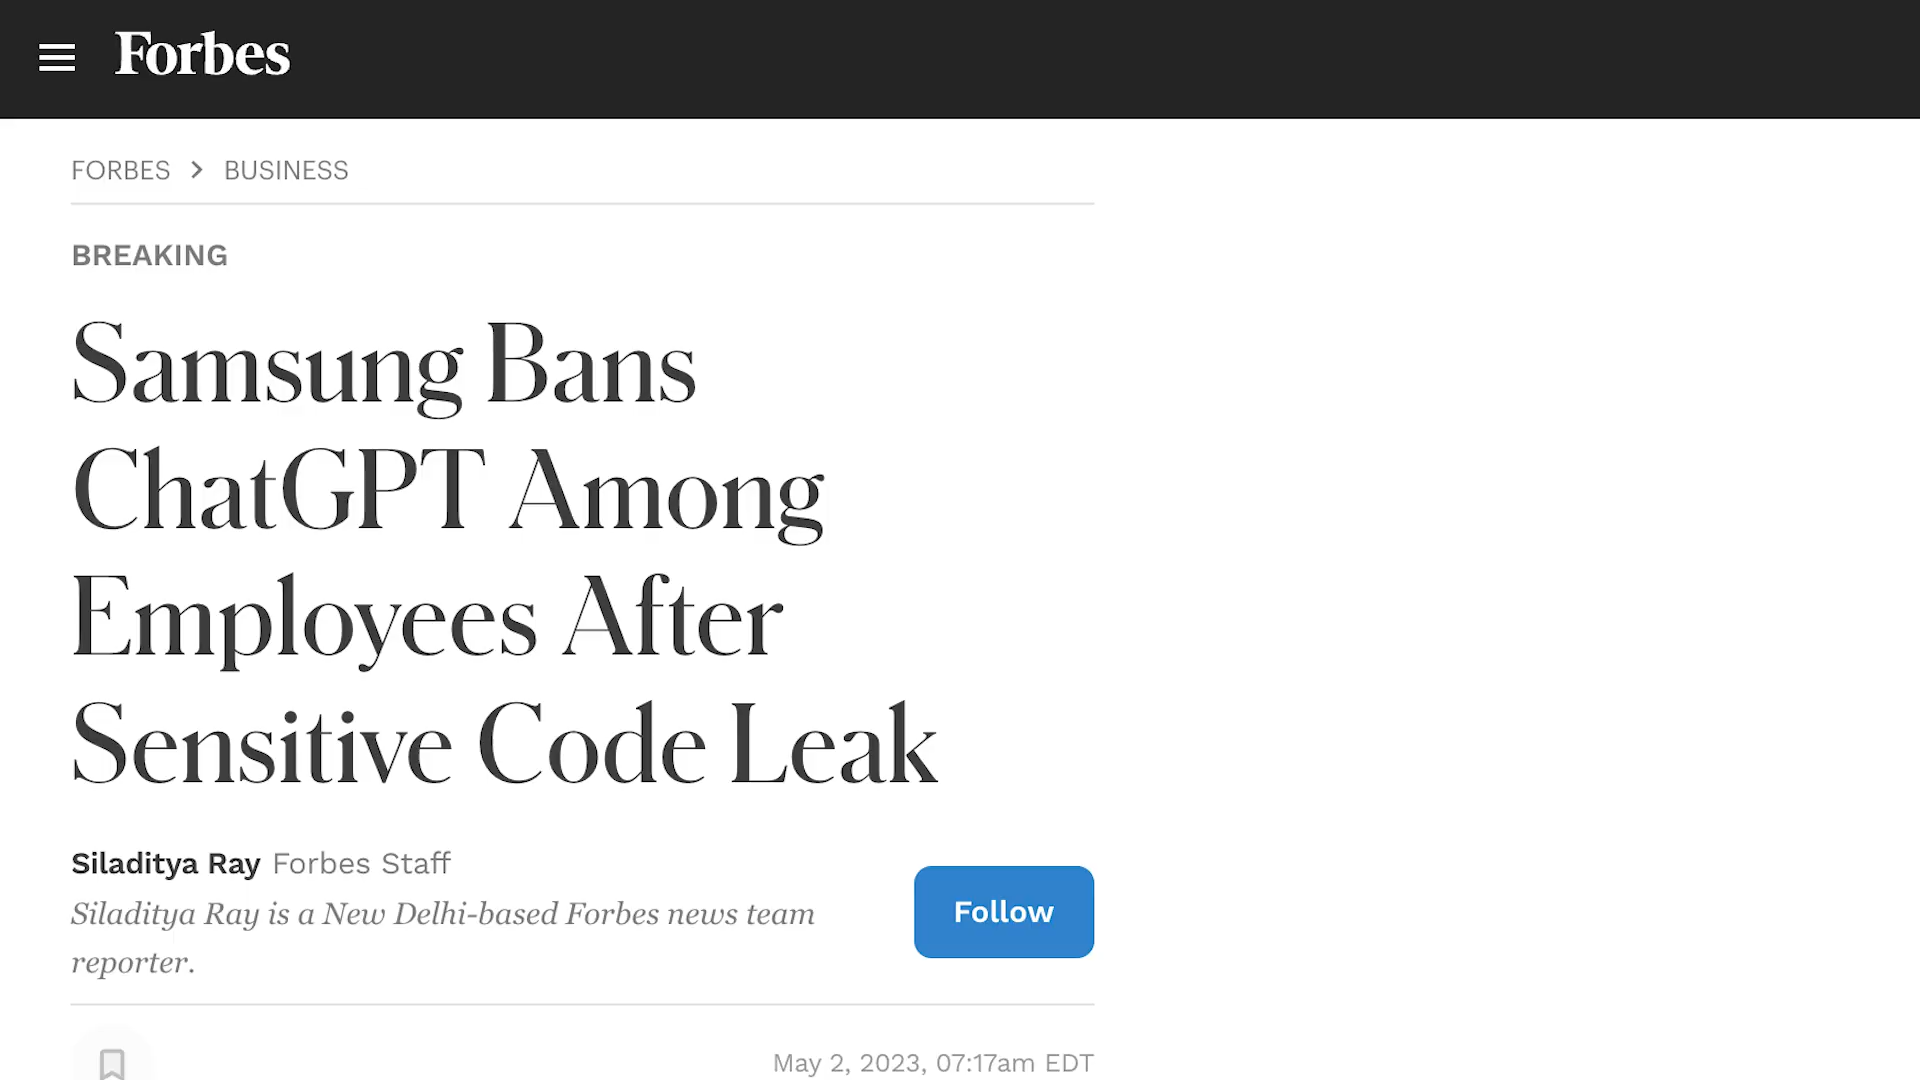 Forbes
FORBES > BUSINESS
BREAKING
Samsung Bans
ChatGPT Among
Employees After
Sensitive Code Leak
Siladitya Ray Forbes Staff
Siladitya Ray is a New Delhi-based Forbes news team
reporter.
Follow
May 2, 2023, 07:17am EDT